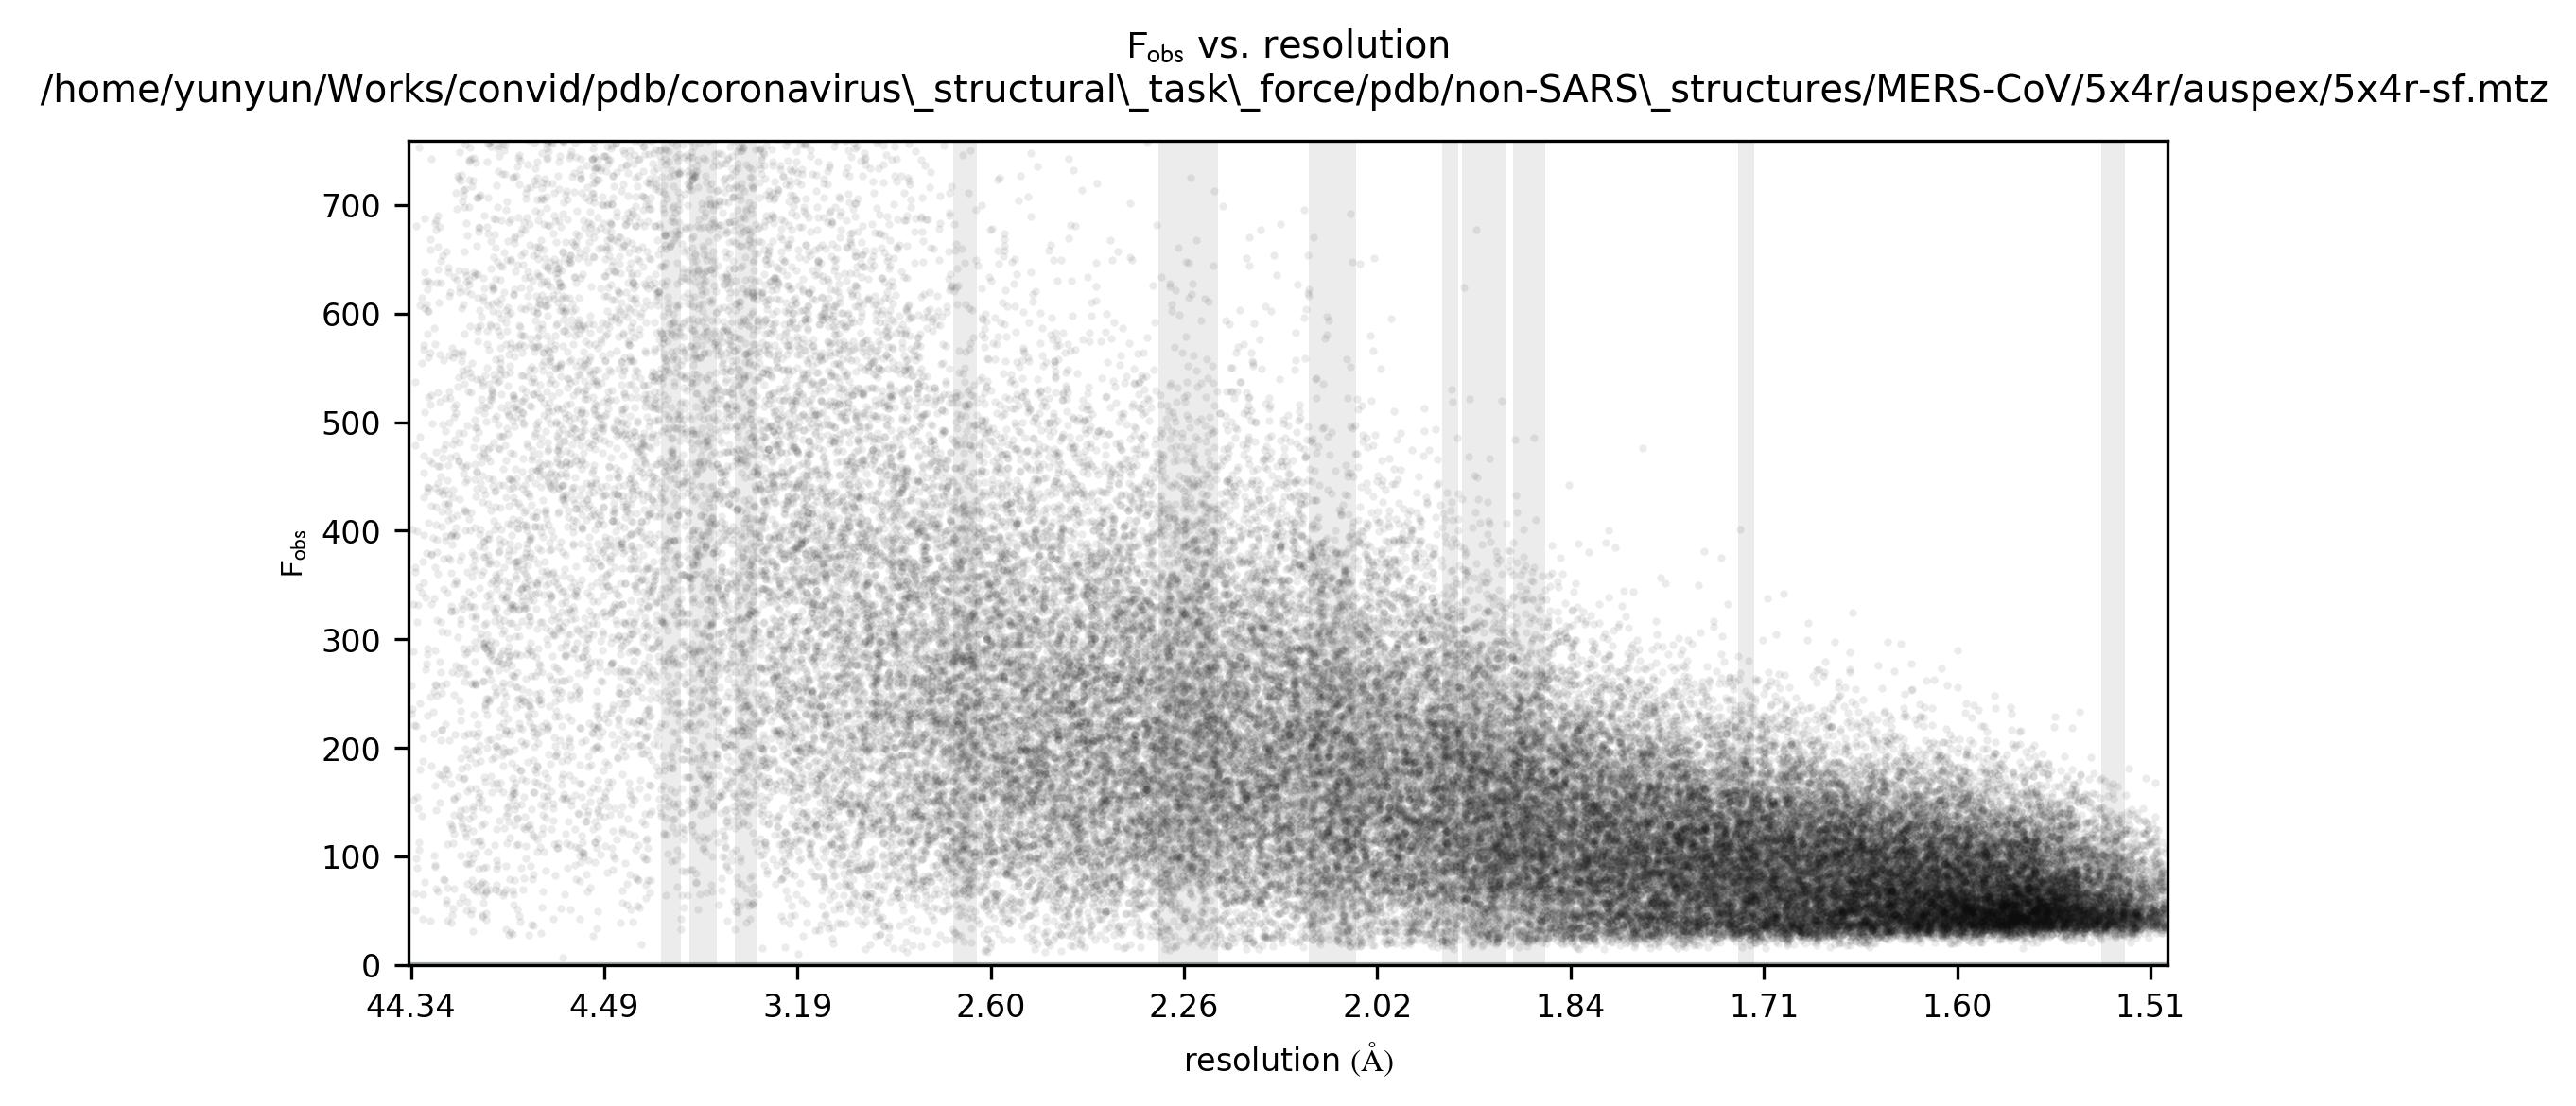 Fobs vs. resolution
/home/yunyun/Works/convid/pdb/coronavirus\_structural\_task\_force/pdb/non-SARS\_structures/MERS-CoV/5x4r/auspex/5x4r-sf.mtz
Fobs
700
600
500
400
300
200
100
0
44.34 4.49 3.19 2.60 2.26 2.02 1.84 1.71 1.60 1.51
resolution (Å)